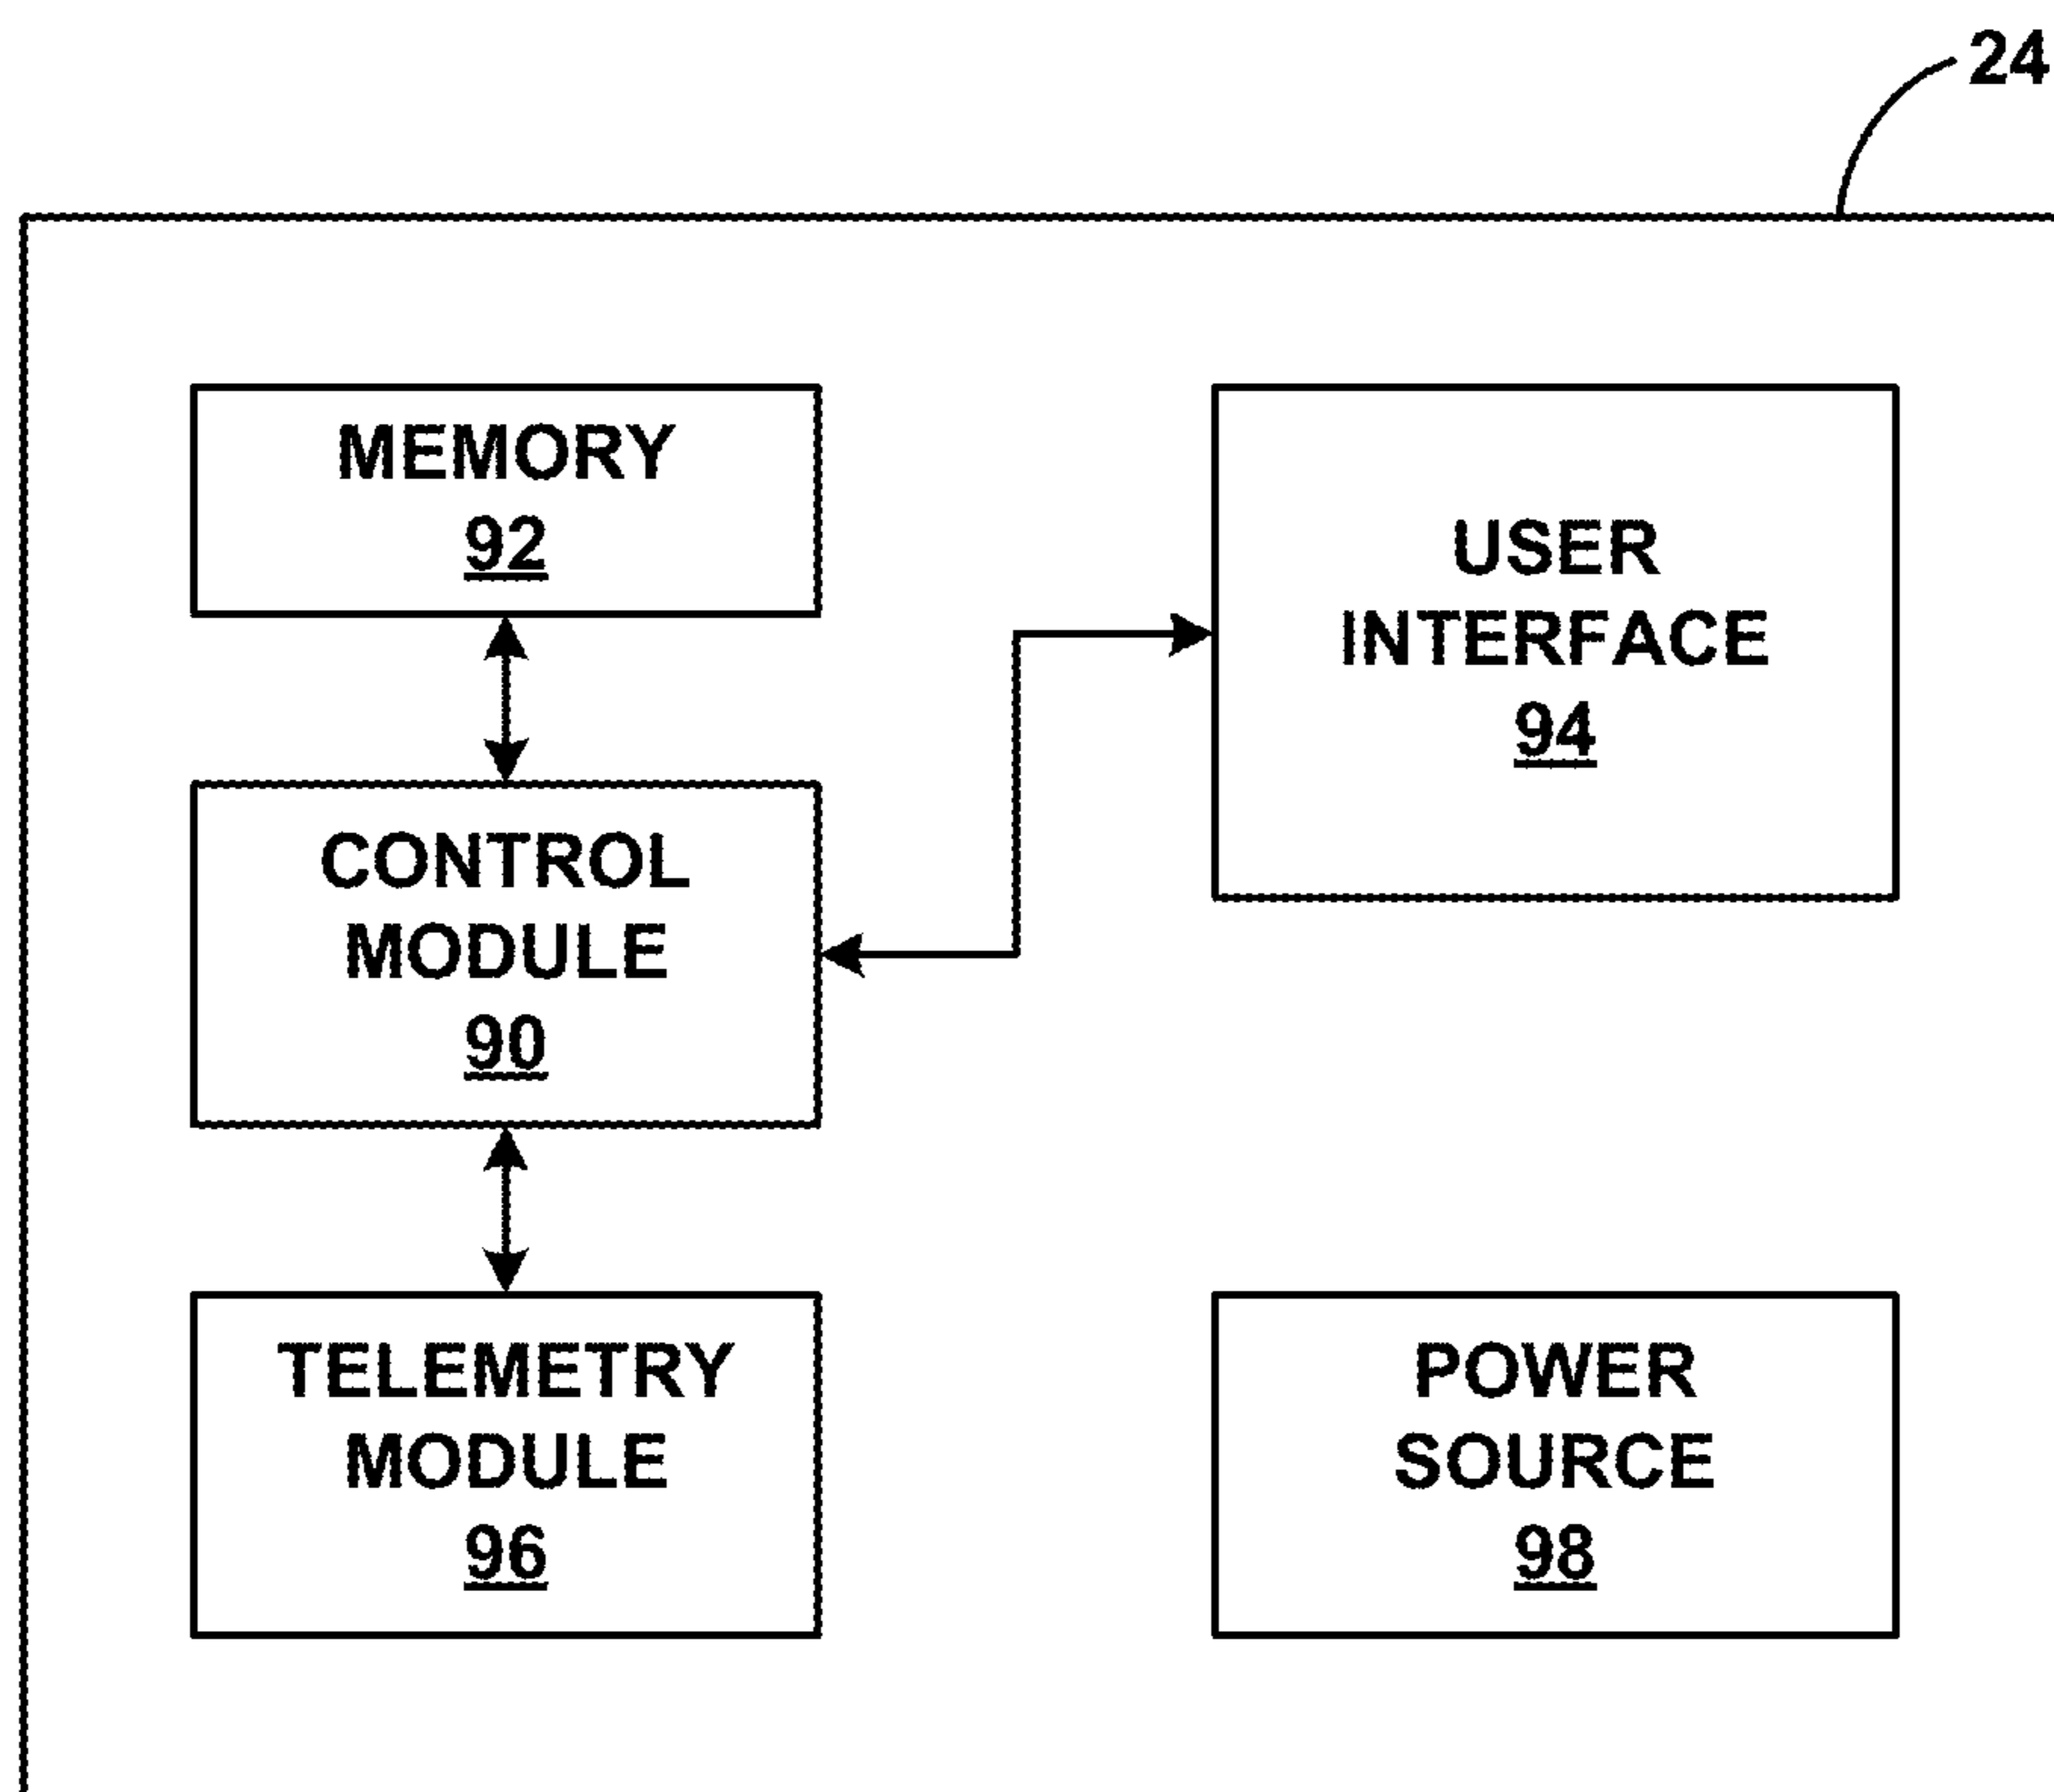 24
MEMORY
92
USER
INTERFACE
94
CONTROL
MODULE
90
TELEMETRY
MODULE
96
POWER
SOURCE
98